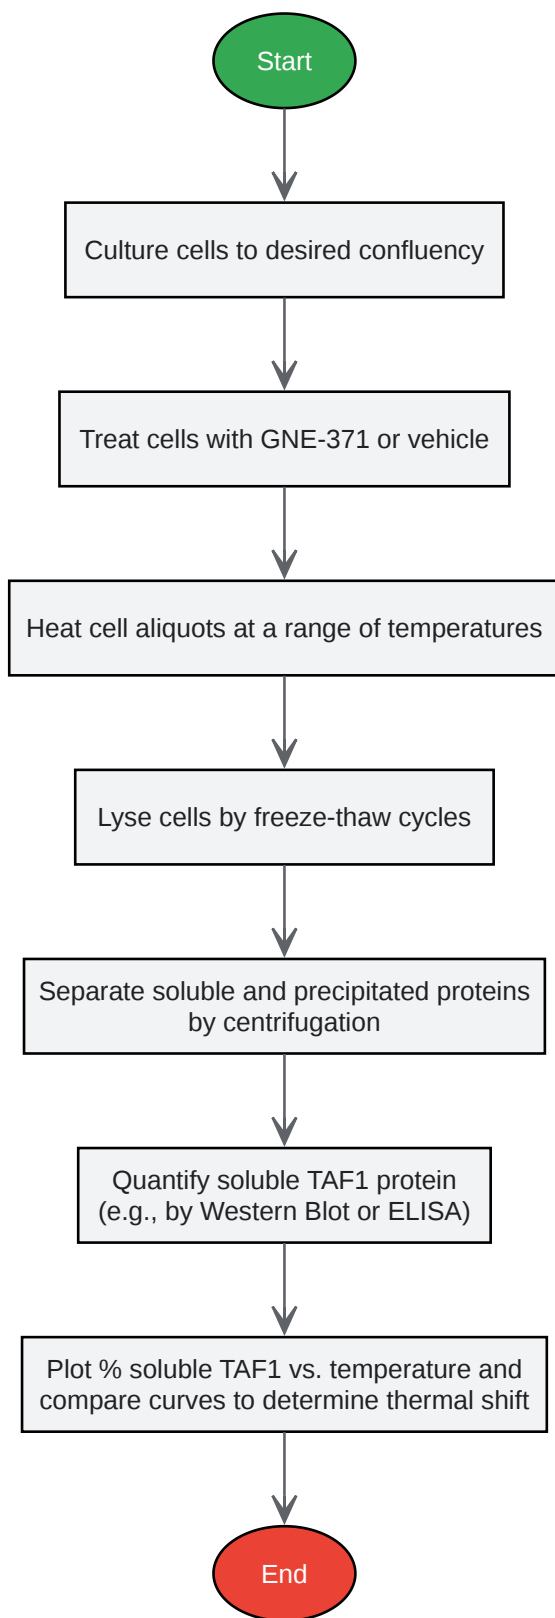 Start
Culture cells to desired confluency
Treat cells with GNE-371 or vehicle
Heat cell aliquots at a range of temperatures
Lyse cells by freeze-thaw cycles
Separate soluble and precipitated proteins
by centrifugation
Quantify soluble TAF1 protein
(e.g., by Western Blot or ELISA)
Plot % soluble TAF1 vs. temperature and
compare curves to determine thermal shift
End